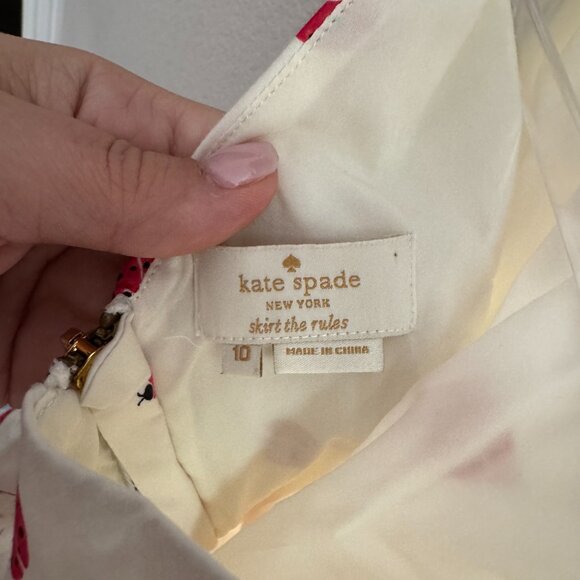 kate spade
NEW YORK
skirt the rules
10
MADE IN CHINA